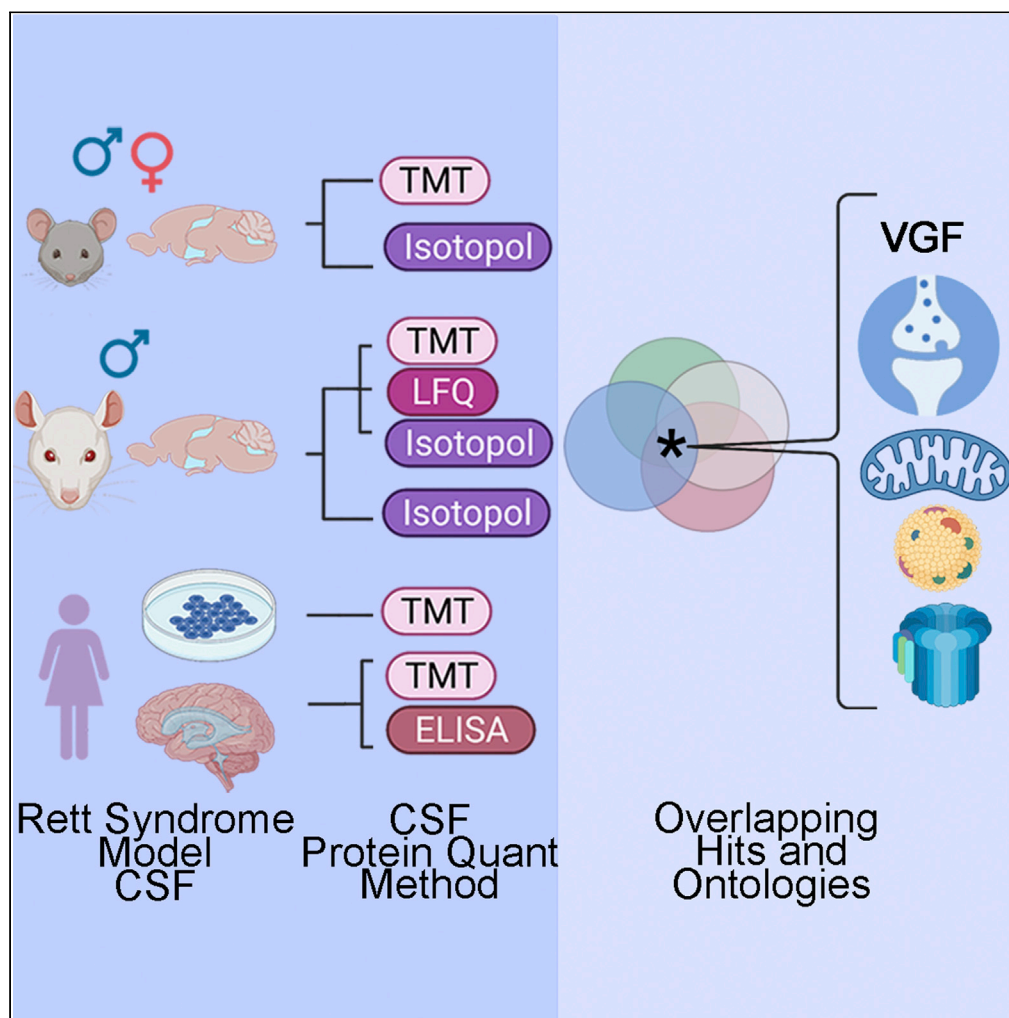 TMT
Isotopol
TMT
LFQ
Isotopol
Isotopol
TMT
TMT
ELISA
VGF
*
Rett Syndrome
Model
CSF
CSF
Protein Quant
Method
Overlapping
Hits and
Ontologies